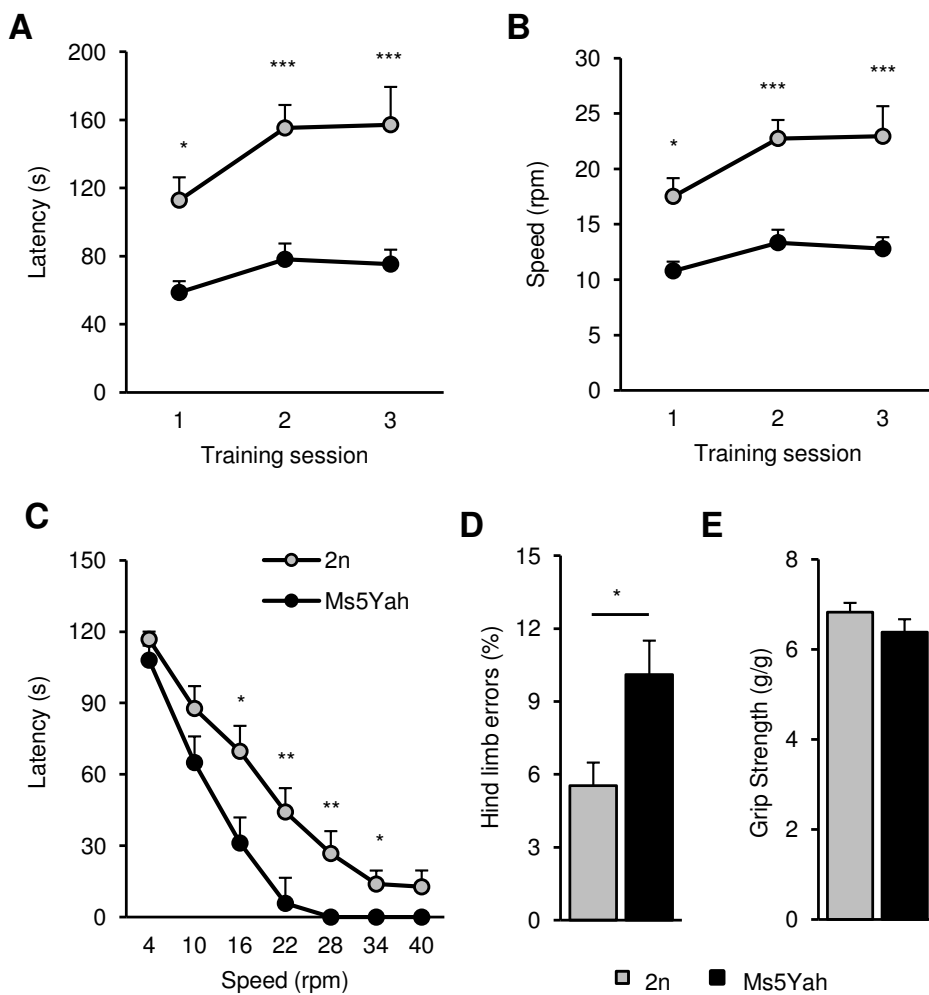 A
200
160
120
80
40
0
Latency (s)
*
***
***
1 2 3
Training session
B
30
25
20
15
10
5
0
Speed (rpm)
*
***
***
1 2 3
Training session
C
150
120
90
60
30
0
Latency (s)
2n
Ms5Yah
*
**
**
*
4 10 16 22 28 34 40
Speed (rpm)
D
15
12
9
6
3
0
Hind limb errors (%)
*
E
8
6
4
2
0
Grip Strength (g/g)
2n Ms5Yah